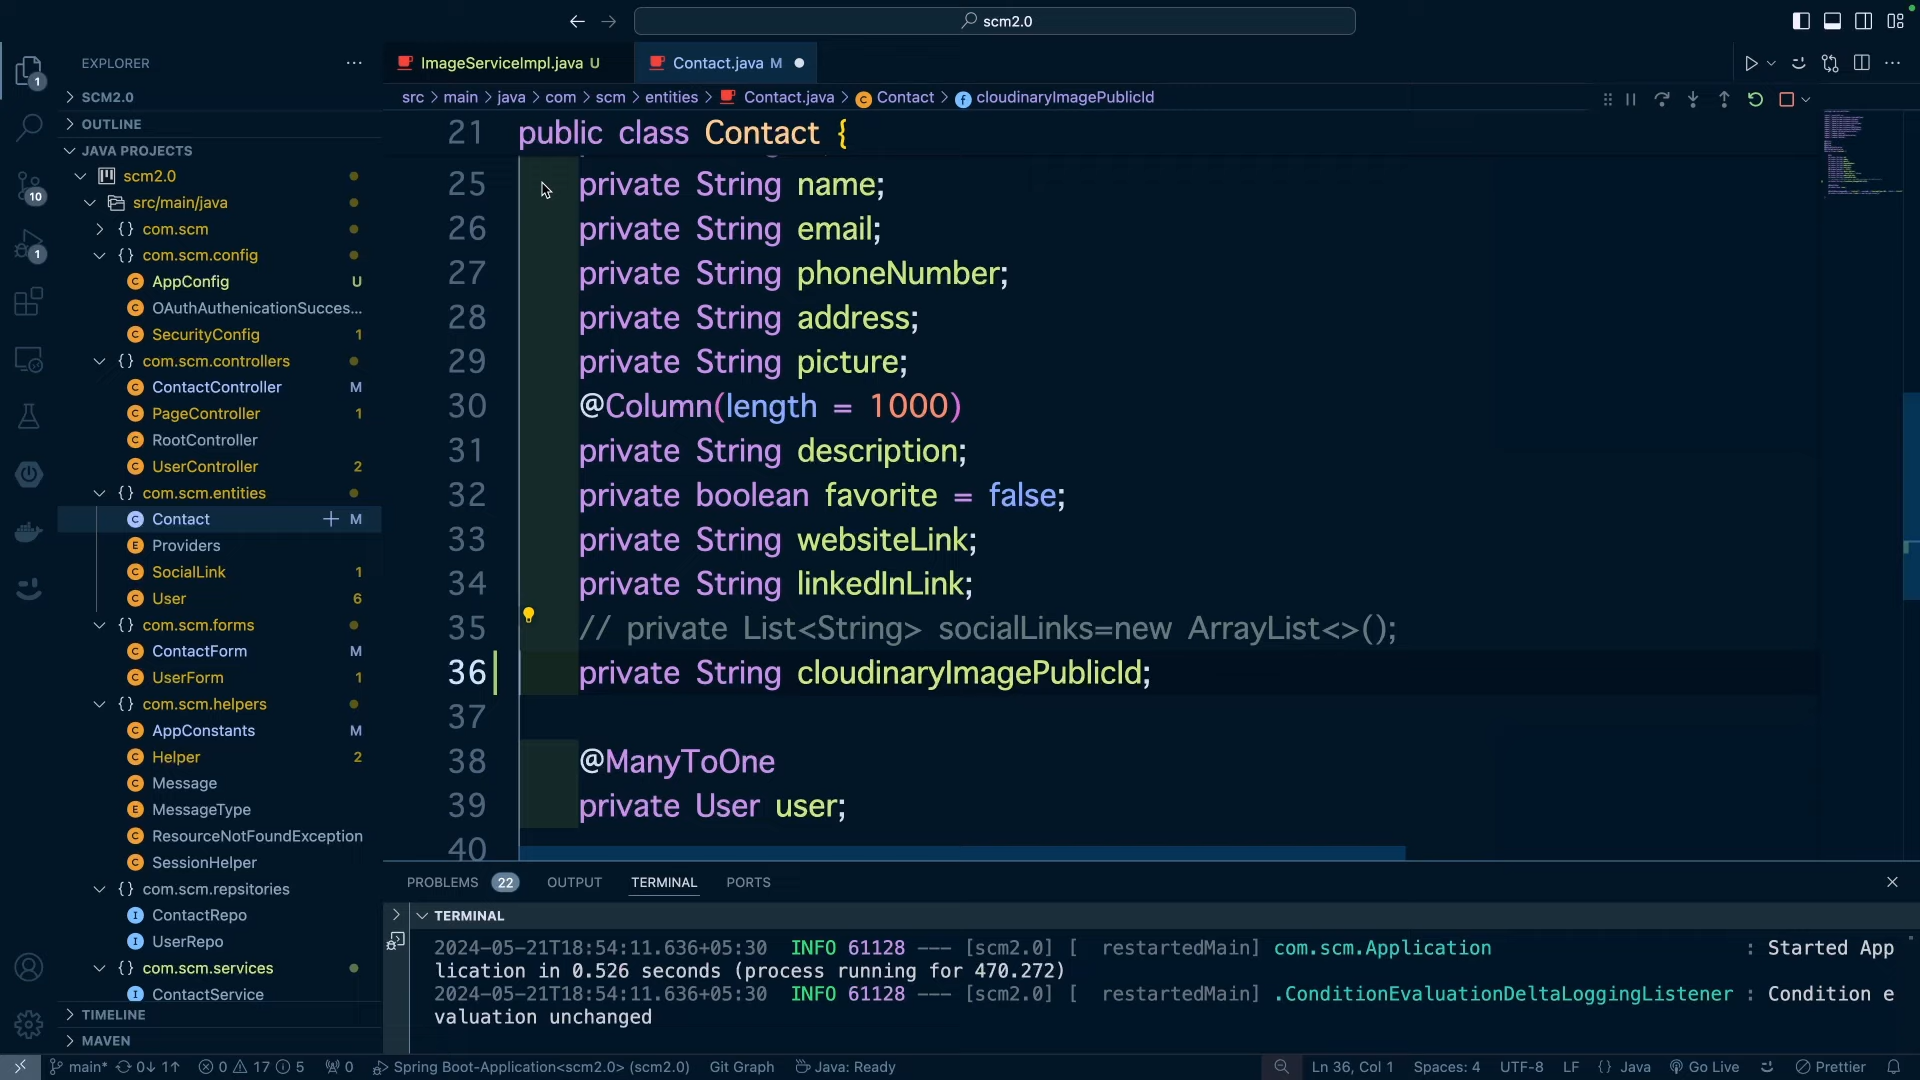 scm2.0
EXPLORER
1
SCM2.0
OUTLINE
JAVA PROJECTS
scm2.0
src/main/java
com.scm
com.scm.config
AppConfig U
OAuthAuthenicationSucces...
SecurityConfig 1
com.scm.controllers
ContactController M
PageController 1
RootController
UserController 2
com.scm.entities
Contact M
Providers
SocialLink 1
User 6
com.scm.forms
ContactForm M
UserForm 1
com.scm.helpers
AppConstants M
Helper 2
Message
MessageType
ResourceNotFoundException
SessionHelper
com.scm.repsitories
ContactRepo
UserRepo
com.scm.services
ContactService
TIMELINE
MAVEN
10
1
ImageServiceImpl.java U
Contact.java M
src > main > java > com > scm > entities > Contact.java > Contact > cloudinaryImagePublicId
21 public class Contact {
25 private String name;
26 private String email;
27 private String phoneNumber;
28 private String address;
29 private String picture;
30 @Column(length = 1000)
31 private String description;
32 private boolean favorite = false;
33 private String websiteLink;
34 private String linkedInLink;
35 // private List<String> socialLinks=new ArrayList<>();
36 private String cloudinaryImagePublicId;
37
38 @ManyToOne
39 private User user;
40
PROBLEMS 22 OUTPUT TERMINAL PORTS
TERMINAL
2024-05-21T18:54:11.636+05:30 INFO 61128 --- [scm2.0] [ restartedMain] com.scm.Application : Started App
lication in 0.526 seconds (process running for 470.272)
2024-05-21T18:54:11.636+05:30 INFO 61128 --- [scm2.0] [ restartedMain] .ConditionEvaluationDeltaLoggingListener : Condition e
valuation unchanged
main* 0↓ 1↑ 0 17 5 0 Spring Boot-Application<scm2.0> (scm2.0) Git Graph Java: Ready Ln 36, Col 1 Spaces: 4 UTF-8 LF {} Java Go Live Prettier